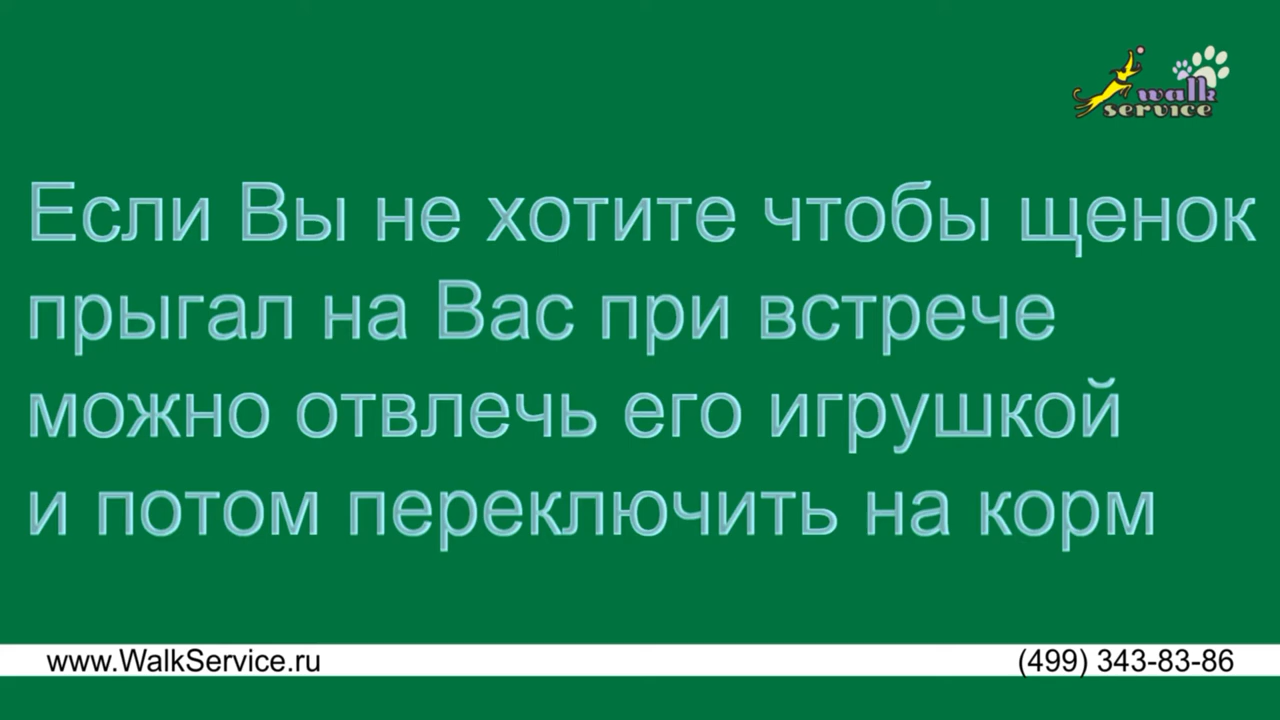 walk
service
Если Вы не хотите чтобы щенок
прыгал на Вас при встрече
можно отвлечь его игрушкой
и потом переключить на корм
www.WalkService.ru
(499) 343-83-86